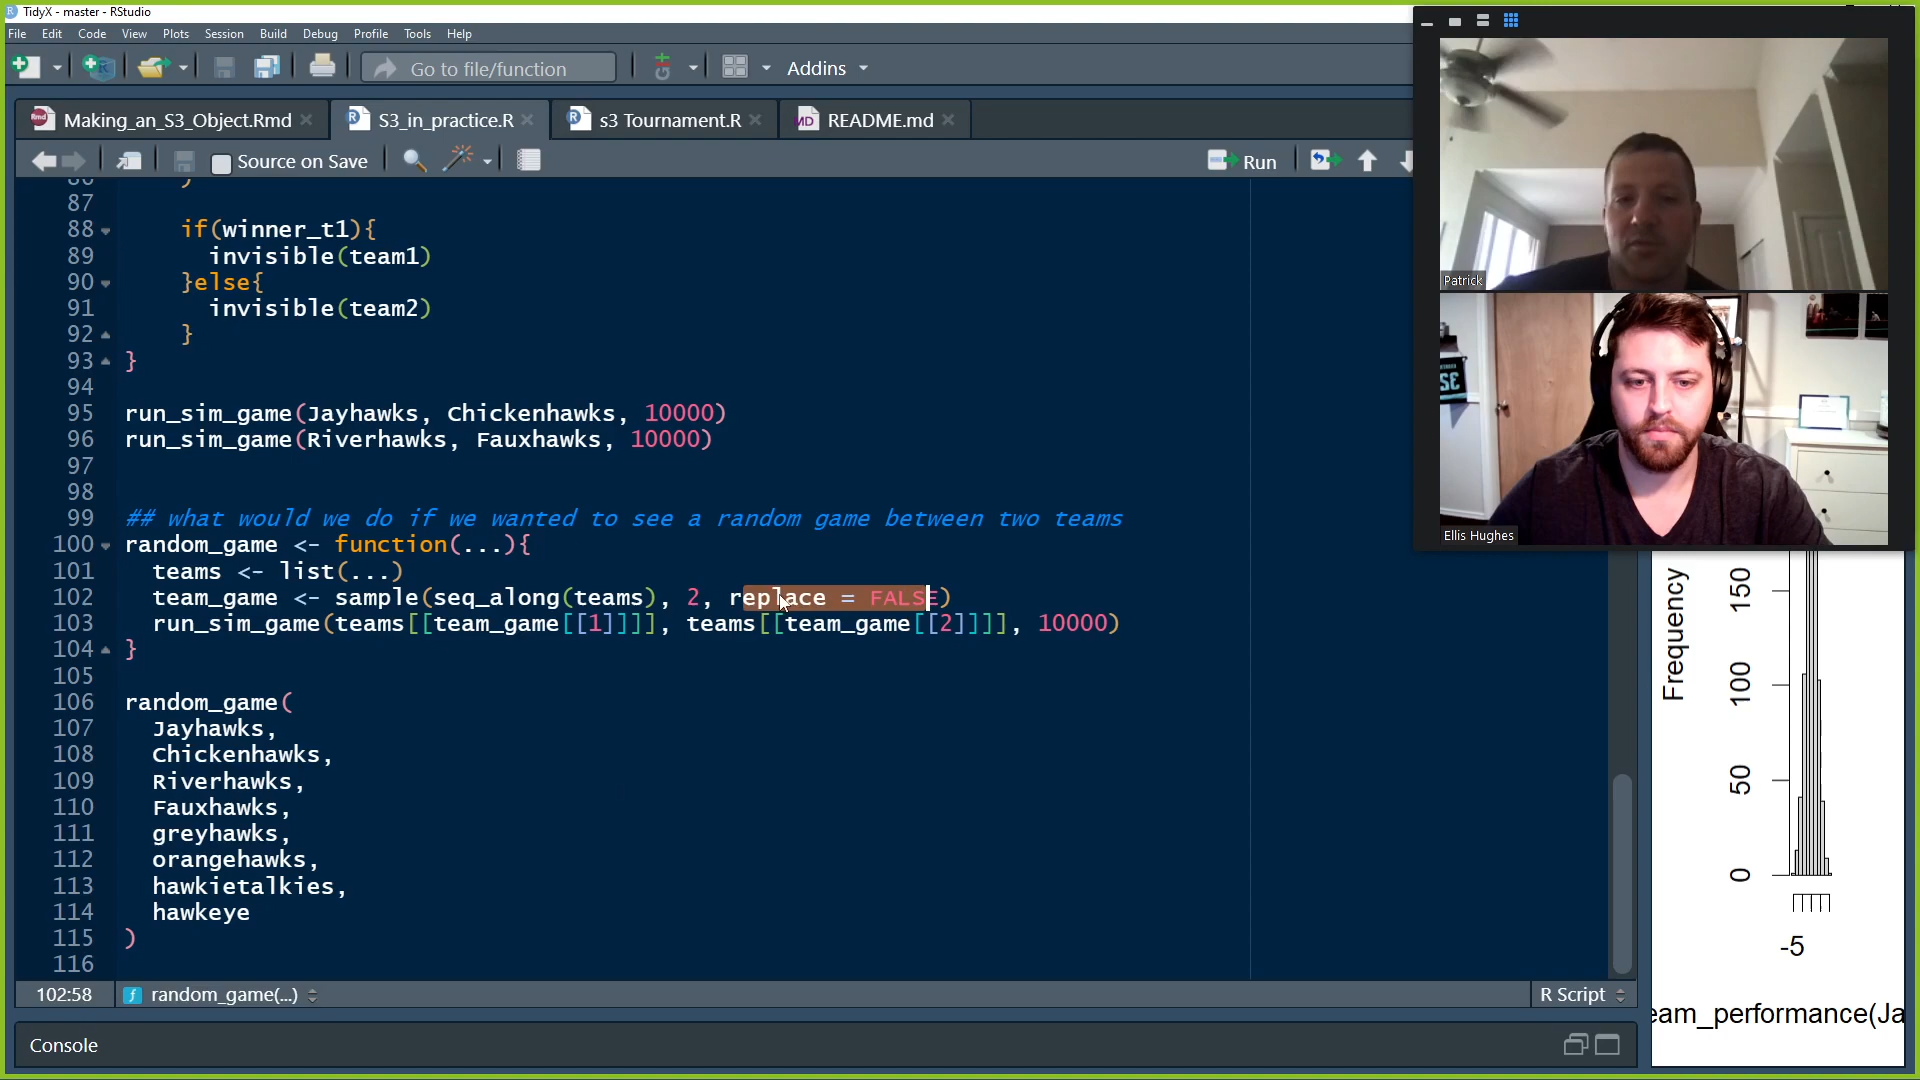 TidyX - master - RStudio
File Edit Code View Plots Session Build Debug Profile Tools Help
Go to file/function Addins
Making_an_S3_Object.Rmd S3_in_practice.R s3 Tournament.R README.md
Source on Save Run
86 }
87
88 if(winner_t1){
89 invisible(team1)
90 }else{
91 invisible(team2)
92 }
93 }
94
95 run_sim_game(Jayhawks, Chickenhawks, 10000)
96 run_sim_game(Riverhawks, Fauxhawks, 10000)
97
98
99 ## what would we do if we wanted to see a random game between two teams
100 random_game <- function(...){
101 teams <- list(...)
102 team_game <- sample(seq_along(teams), 2, replace = FALSE)
103 run_sim_game(teams[[team_game[[1]]]], teams[[team_game[[2]]]], 10000)
104 }
105
106 random_game(
107 Jayhawks,
108 Chickenhawks,
109 Riverhawks,
110 Fauxhawks,
111 greyhawks,
112 orangehawks,
113 hawkietalkies,
114 hawkeye
115 )
116
102:58 random_game(...) R Script
Console
Patrick
Ellis Hughes
Frequency
150
100
50
0
-5
eam_performance(Ja